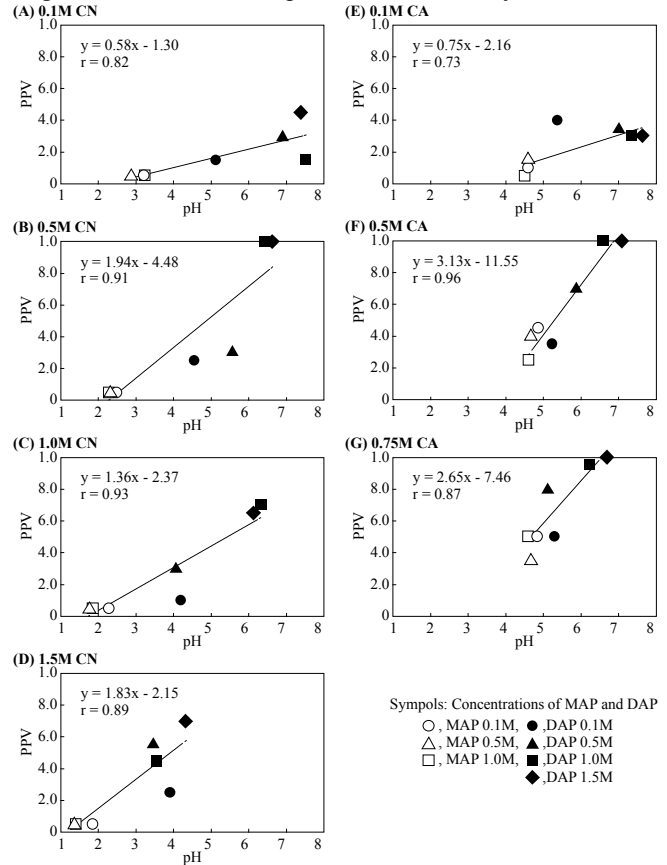 (A) 0.1M CN
1.0
8.0
6.0
4.0
2.0
0
PPV
y = 0.58x - 1.30
r = 0.82
1 2 3 4 5 6 7 8
pH
(E) 0.1M CA
1.0
8.0
6.0
4.0
2.0
0
PPV
y = 0.75x - 2.16
r = 0.73
1 2 3 4 5 6 7 8
pH
(B) 0.5M CN
1.0
8.0
6.0
4.0
2.0
0
PPV
y = 1.94x - 4.48
r = 0.91
1 2 3 4 5 6 7 8
pH
(F) 0.5M CA
1.0
8.0
6.0
4.0
2.0
0
PPV
y = 3.13x - 11.55
r = 0.96
1 2 3 4 5 6 7 8
pH
(C) 1.0M CN
1.0
8.0
6.0
4.0
2.0
0
PPV
y = 1.36x - 2.37
r = 0.93
1 2 3 4 5 6 7 8
pH
(G) 0.75M CA
1.0
8.0
6.0
4.0
2.0
0
PPV
y = 2.65x - 7.46
r = 0.87
1 2 3 4 5 6 7 8
pH
(D) 1.5M CN
1.0
8.0
6.0
4.0
2.0
0
PPV
y = 1.83x - 2.15
r = 0.89
1 2 3 4 5 6 7 8
pH
Sympols: Concentrations of MAP and DAP
○, MAP 0.1M, ● ,DAP 0.1M
△, MAP 0.5M, ▲ ,DAP 0.5M
□, MAP 1.0M, ■ ,DAP 1.0M
◆ ,DAP 1.5M